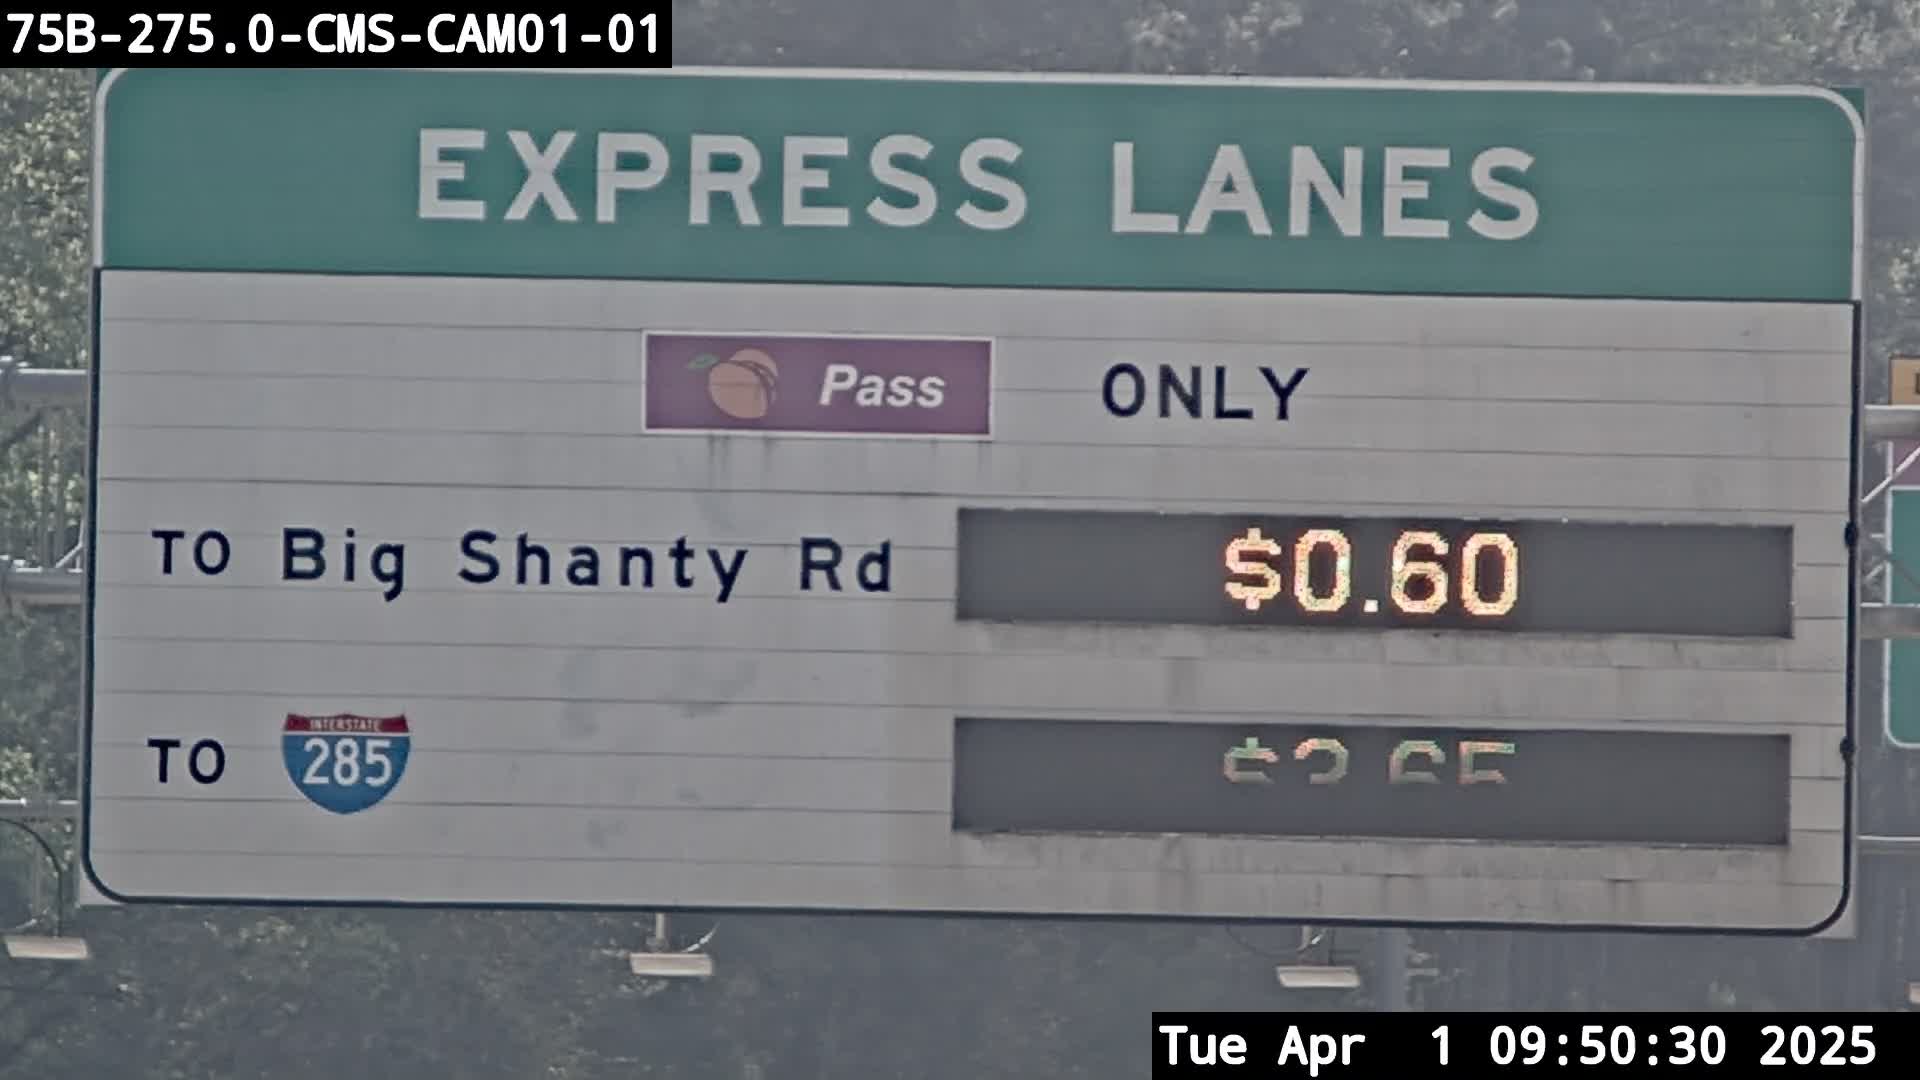 75B-275.0-CMS-CAM01-01
EXPRESS LANES
Pass ONLY
TO Big Shanty Rd $0.60
TO INTERSTATE 285
Tue Apr 1 09:50:30 2025